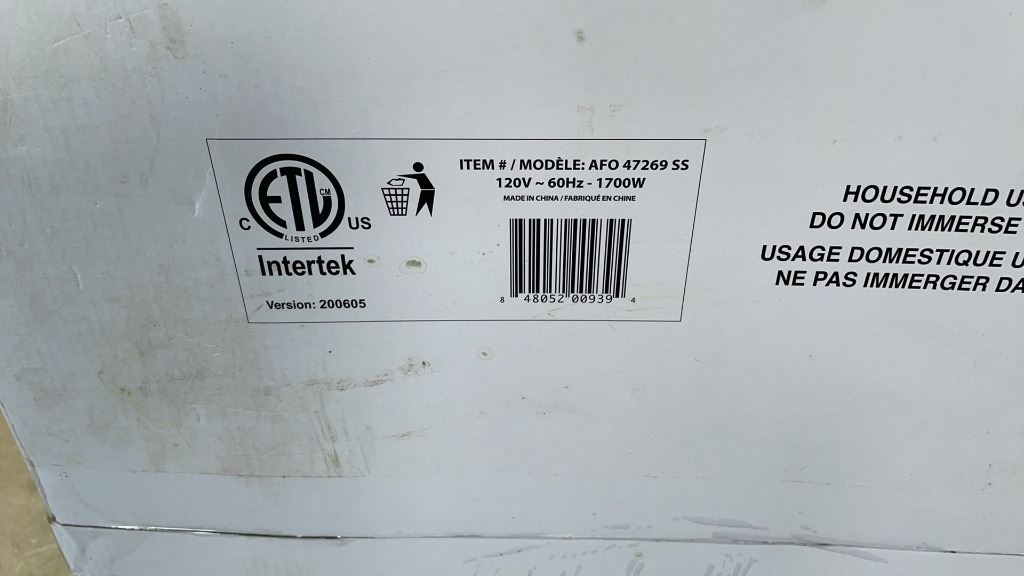 ETL CM
C US
LISTED
Intertek
Version: 200605
ITEM # / MODÈLE: AFO 47269 SS
120V ~ 60Hz - 1700W
MADE IN CHINA / FABRIQUÉ EN CHINE
8 48052 00939 4
HOUSEHOLD
DO NOT IMMERSE
USAGE DOMESTIQUE
NE PAS IMMERGER